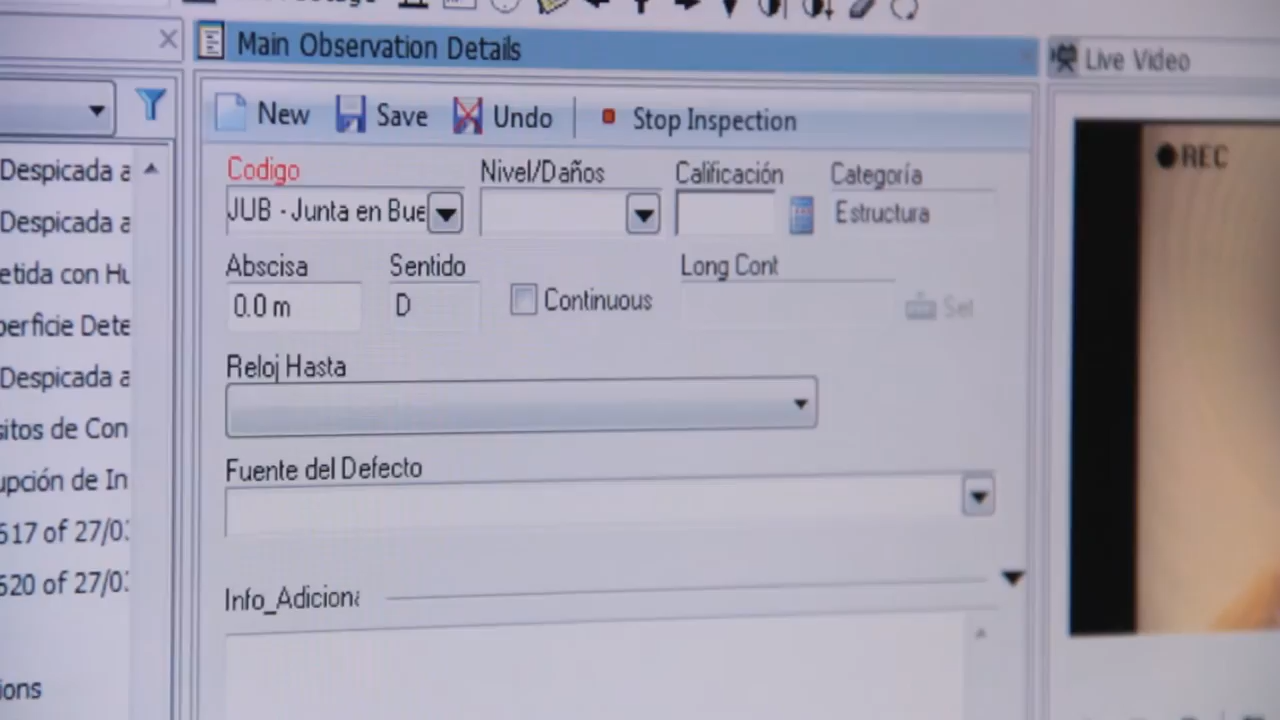 Main Observation Details
Live Video
New Save Undo Stop Inspection
REC
Codigo Nivel/Daños Calificación Categoría
JUB - Junta en Bue Estructura
Abscisa Sentido Long Cont
0.0 m D Continuous Set
Reloj Hasta
Fuente del Defecto
Info_Adiciona
Despicada a
Despicada a
etida con Hu
perficie Dete
Despicada a
sitos de Con
upción de In
517 of 27/0
520 of 27/0
ions